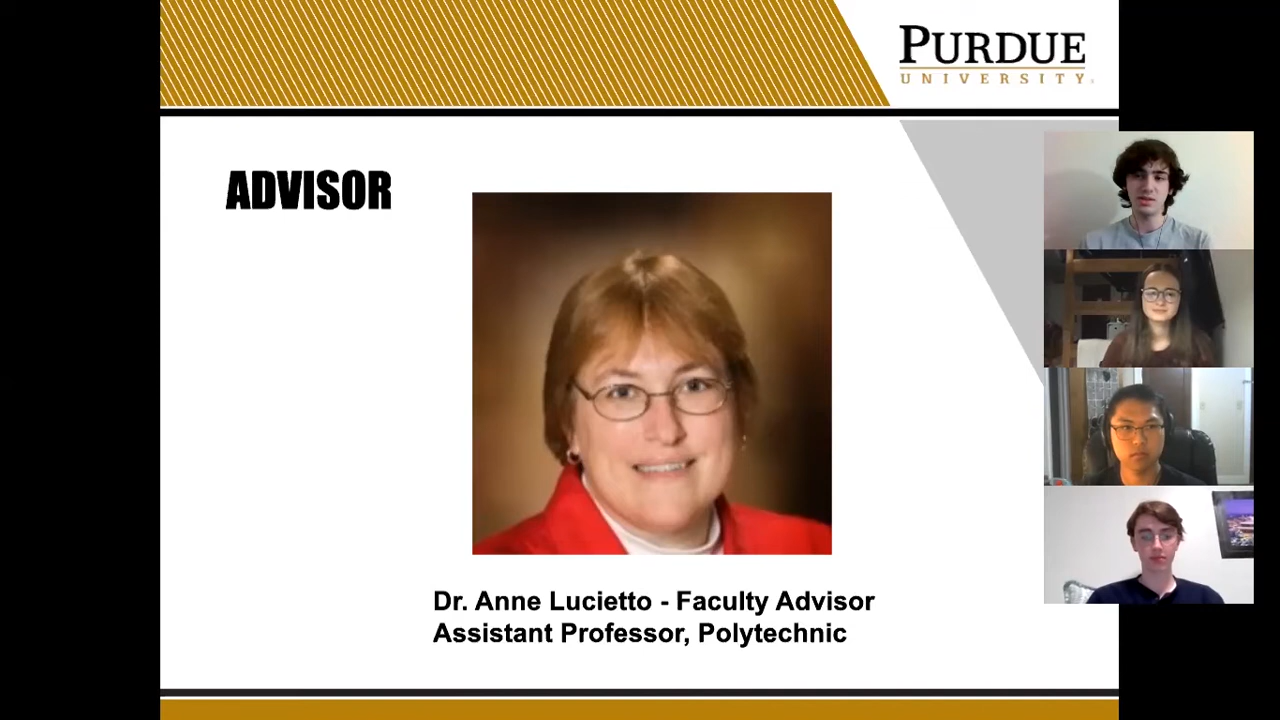 PURDUE
UNIVERSITY
ADVISOR
Dr. Anne Lucietto - Faculty Advisor
Assistant Professor, Polytechnic